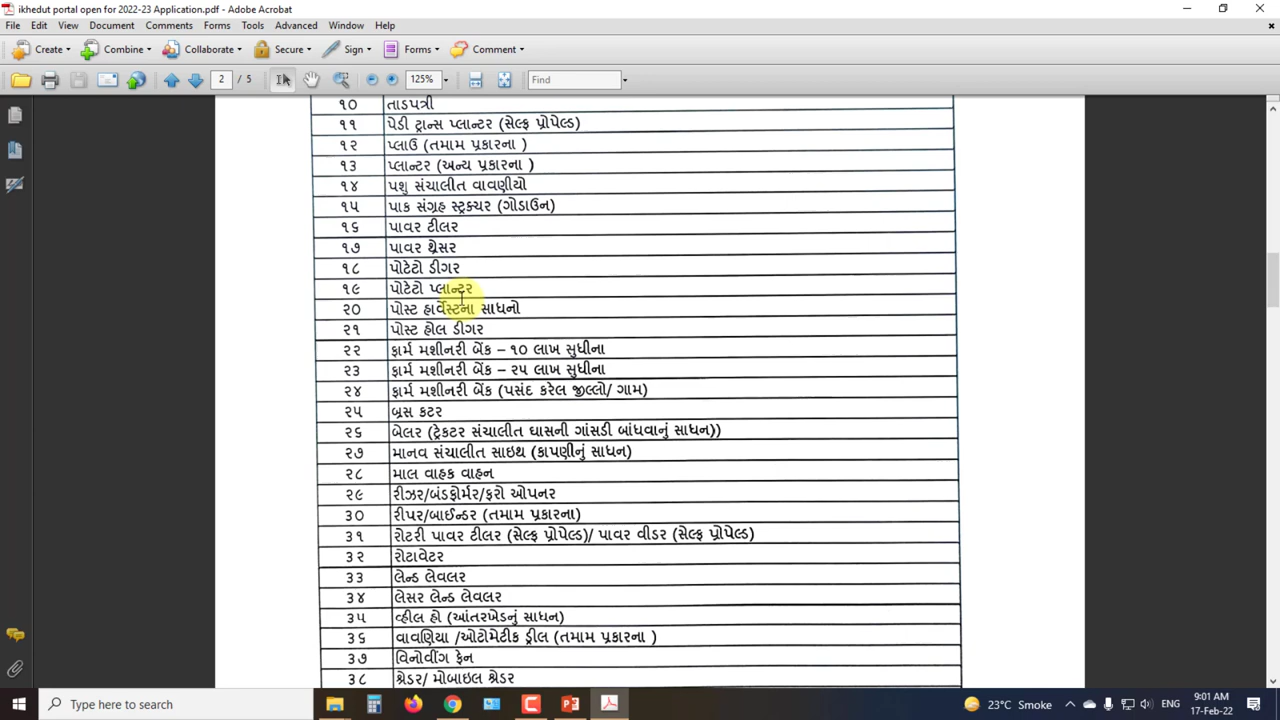 ikhedut portal open for 2022-23 Application.pdf - Adobe Acrobat
File Edit View Document Comments Forms Tools Advanced Window Help
Create Combine Collaborate Secure Sign Forms Comment
2 / 5 125% Find
૧૦ તાડપત્રી
૧૧ પેડી ટ્રાન્સ પ્લાન્ટર (સેલ્ફ પ્રોપેલ્ડ)
૧૨ પ્લાઉ (તમામ પ્રકારના )
૧૩ પ્લાન્ટર (અન્ય પ્રકારના )
૧૪ પશુ સંચાલીત વાવણીયો
૧૫ પાક સંગ્રહ સ્ટ્રક્ચર (ગોડાઉન)
૧૬ પાવર ટીલર
૧૭ પાવર થ્રેસર
૧૮ પોટેટો ડીગર
૧૯ પોટેટો પ્લાન્ટર
૨૦ પોસ્ટ હાર્વેસ્ટના સાધનો
૨૧ પોસ્ટ હોલ ડીગર
૨૨ ફાર્મ મશીનરી બેંક – ૧૦ લાખ સુધીના
૨૩ ફાર્મ મશીનરી બેંક – ૨૫ લાખ સુધીના
૨૪ ફાર્મ મશીનરી બેંક (પસંદ કરેલ જીલ્લો/ ગામ)
૨૫ બ્રસ કટર
૨૬ બેલર (ટ્રેકટર સંચાલીત ઘાસની ગાંસડી બાંધવાનું સાધન))
૨૭ માનવ સંચાલીત સાઇથ (કાપણીનું સાધન)
૨૮ માલ વાહક વાહન
૨૯ રીઝર/બંડફોર્મર/ફરો ઓપનર
૩૦ રીપર/બાઈન્ડર (તમામ પ્રકારના)
૩૧ રોટરી પાવર ટીલર (સેલ્ફ પ્રોપેલ્ડ)/ પાવર વીડર (સેલ્ફ પ્રોપેલ્ડ)
૩૨ રોટાવેટર
૩૩ લેન્ડ લેવલર
૩૪ લેસર લેન્ડ લેવલર
૩૫ વ્હીલ હો (આંતરખેડનું સાધન)
૩૬ વાવણિયા /ઓટોમેટીક ડ્રીલ (તમામ પ્રકારના )
૩૭ વિનોવીંગ ફેન
૩૮ શ્રેડર/ મોબાઇલ શ્રેડર
Type here to search 23°C Smoke ENG 9:01 AM
17-Feb-22